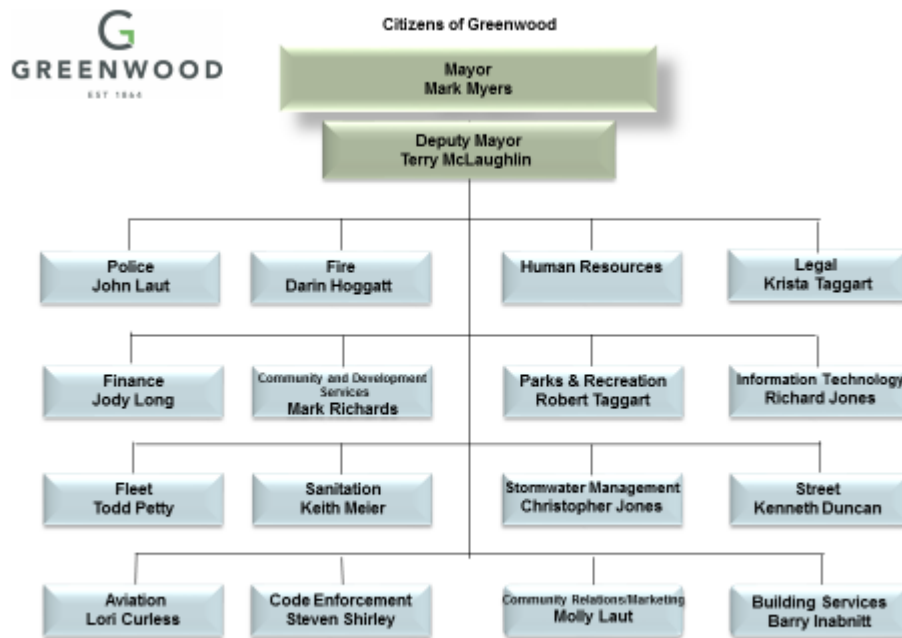 Citizens of Greenwood
GREENWOOD
EST 1864
Mayor
Mark Myers
Deputy Mayor
Terry McLaughlin
Police
John Laut
Fire
Darin Hoggatt
Human Resources
Legal
Krista Taggart
Finance
Jody Long
Community and Development
Services
Mark Richards
Parks & Recreation
Robert Taggart
Information Technology
Richard Jones
Fleet
Todd Petty
Sanitation
Keith Meier
Stormwater Management
Christopher Jones
Street
Kenneth Duncan
Aviation
Lori Curless
Code Enforcement
Steven Shirley
Community Relations/Marketing
Molly Laut
Building Services
Barry Inabnitt